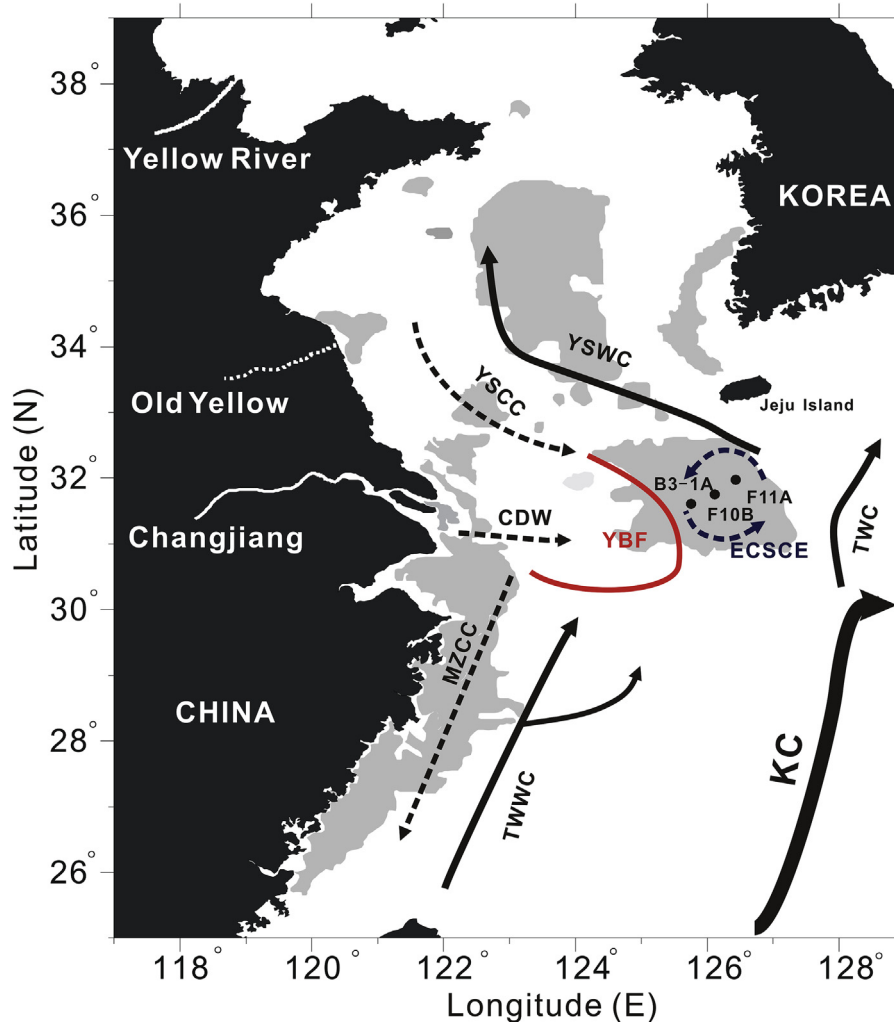 38°
36°
34°
32°
30°
28°
26°
Latitude (N)
118°
120°
122°
124°
126°
128°
Longitude (E)
Yellow River
KOREA
YSWC
YSCC
Jeju Island
Old Yellow
B3-1A
F11A
F10B
Changjiang
CDW
YBF
ECSCE
TWC
MZCC
CHINA
KC
TWWC